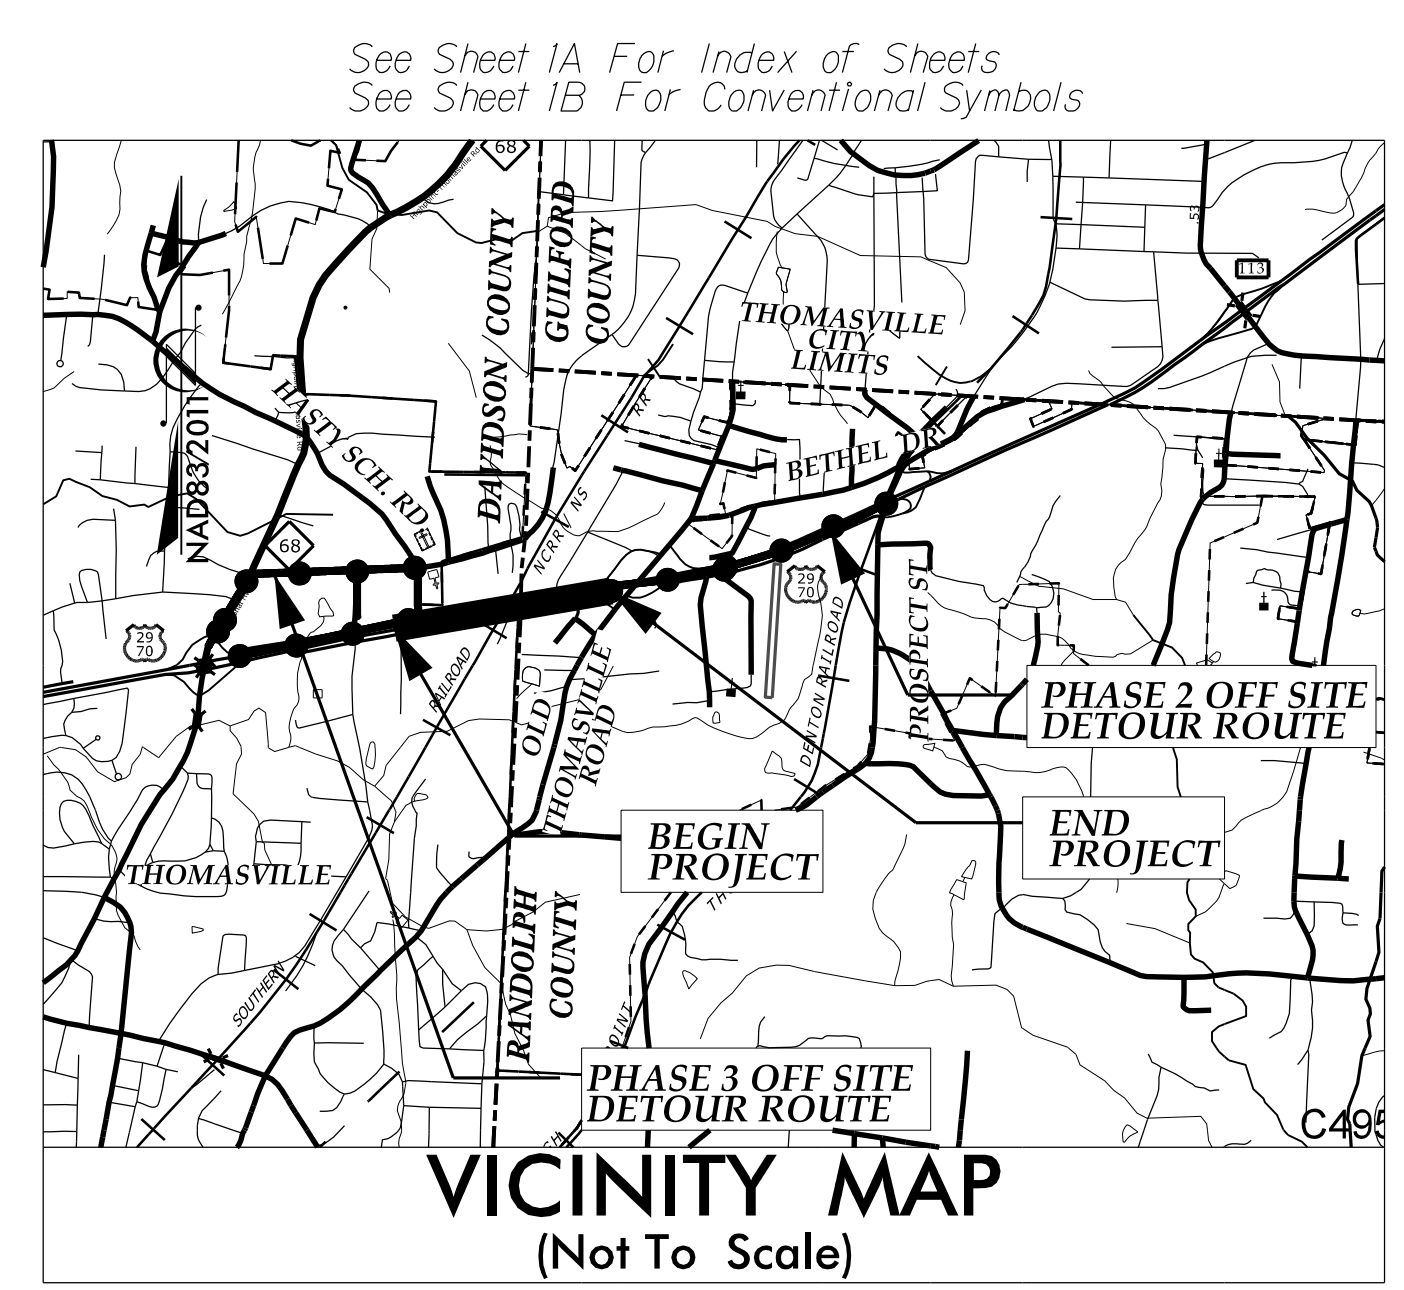 See Sheet 1A For Index of Sheets
See Sheet 1B For Conventional Symbols
68
DAVIDSON COUNTY
GUILFORD
COUNTY
53
113
THOMASVILLE
CITY
LIMITS
NAD83/2011
HASTY SCH. RD
RR
BETHEL DR
NCRR / NS
68
29
70
29
70
RAILROAD
OLD
THOMASVILLE
ROAD
DENTON RAILROAD
PROSPECT ST
PHASE 2 OFF SITE
DETOUR ROUTE
BEGIN
PROJECT
END
PROJECT
THOMASVILLE
RANDOLPH
COUNTY
SOUTHERN
PHASE 3 OFF SITE
DETOUR ROUTE
C495
VICINITY MAP
(Not To Scale)